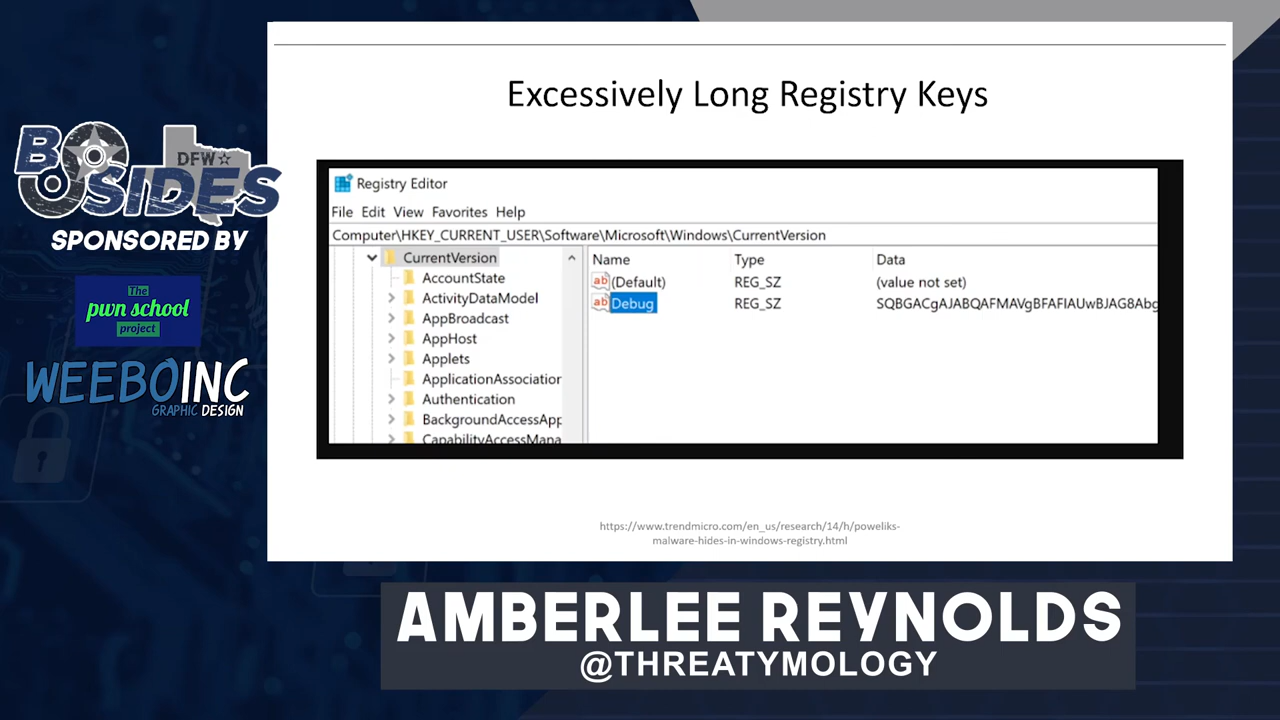 Excessively Long Registry Keys
BSIDES
DFW
SPONSORED BY
The
pwn school
project
WEEBOINC
GRAPHIC DESIGN
Registry Editor
File Edit View Favorites Help
Computer\HKEY_CURRENT_USER\Software\Microsoft\Windows\CurrentVersion
CurrentVersion
AccountState
ActivityDataModel
AppBroadcast
AppHost
Applets
ApplicationAssociation
Authentication
BackgroundAccessApp
CapabilityAccessMana
Name Type Data
ab (Default) REG_SZ (value not set)
ab Debug REG_SZ SQBGACgAJABQAFMAVgBFAFIAUwBJAG8Abg
https://www.trendmicro.com/en_us/research/14/h/poweliks-
malware-hides-in-windows-registry.html
AMBERLEE REYNOLDS
@THREATYMOLOGY